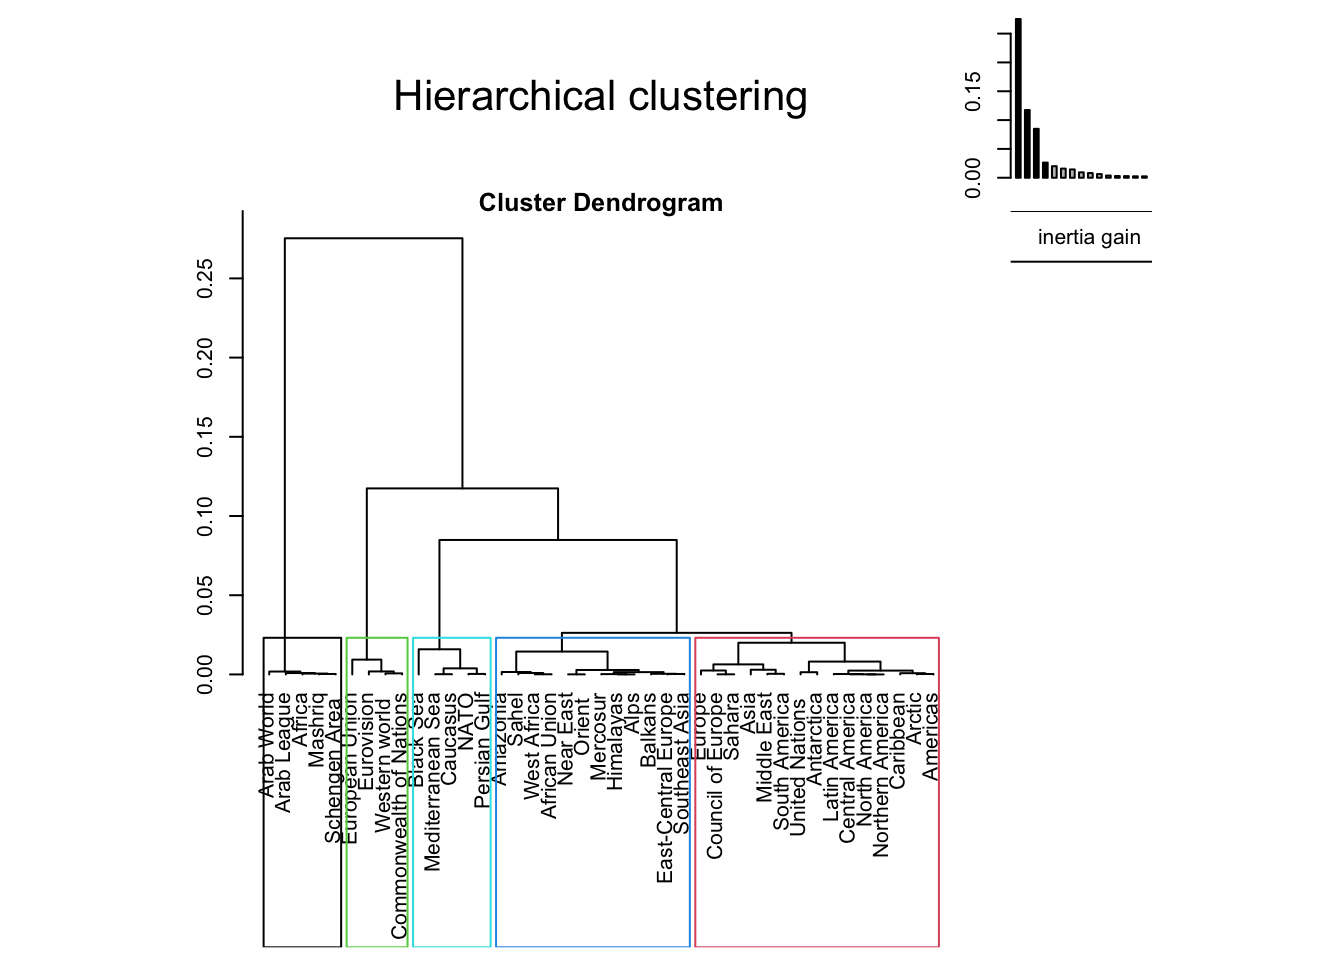 Hierarchical clustering
0.15
0.00
inertia gain
Cluster Dendrogram
0.25
0.20
0.15
0.10
0.05
0.00
Arab World
Arab League
Africa
Mashriq
Schengen Area
European Union
Eurovision
Western world
Commonwealth of Nations
Black Sea
Mediterranean Sea
Caucasus
NATO
Persian Gulf
Amazonia
Sahel
West Africa
African Union
Near East
Orient
Mercosur
Himalayas
Alps
Balkans
East-Central Europe
Southeast Asia
Europe
Council of Europe
Sahara
Asia
Middle East
South America
United Nations
Antarctica
Latin America
Central America
North America
Northern America
Caribbean
Arctic
Americas